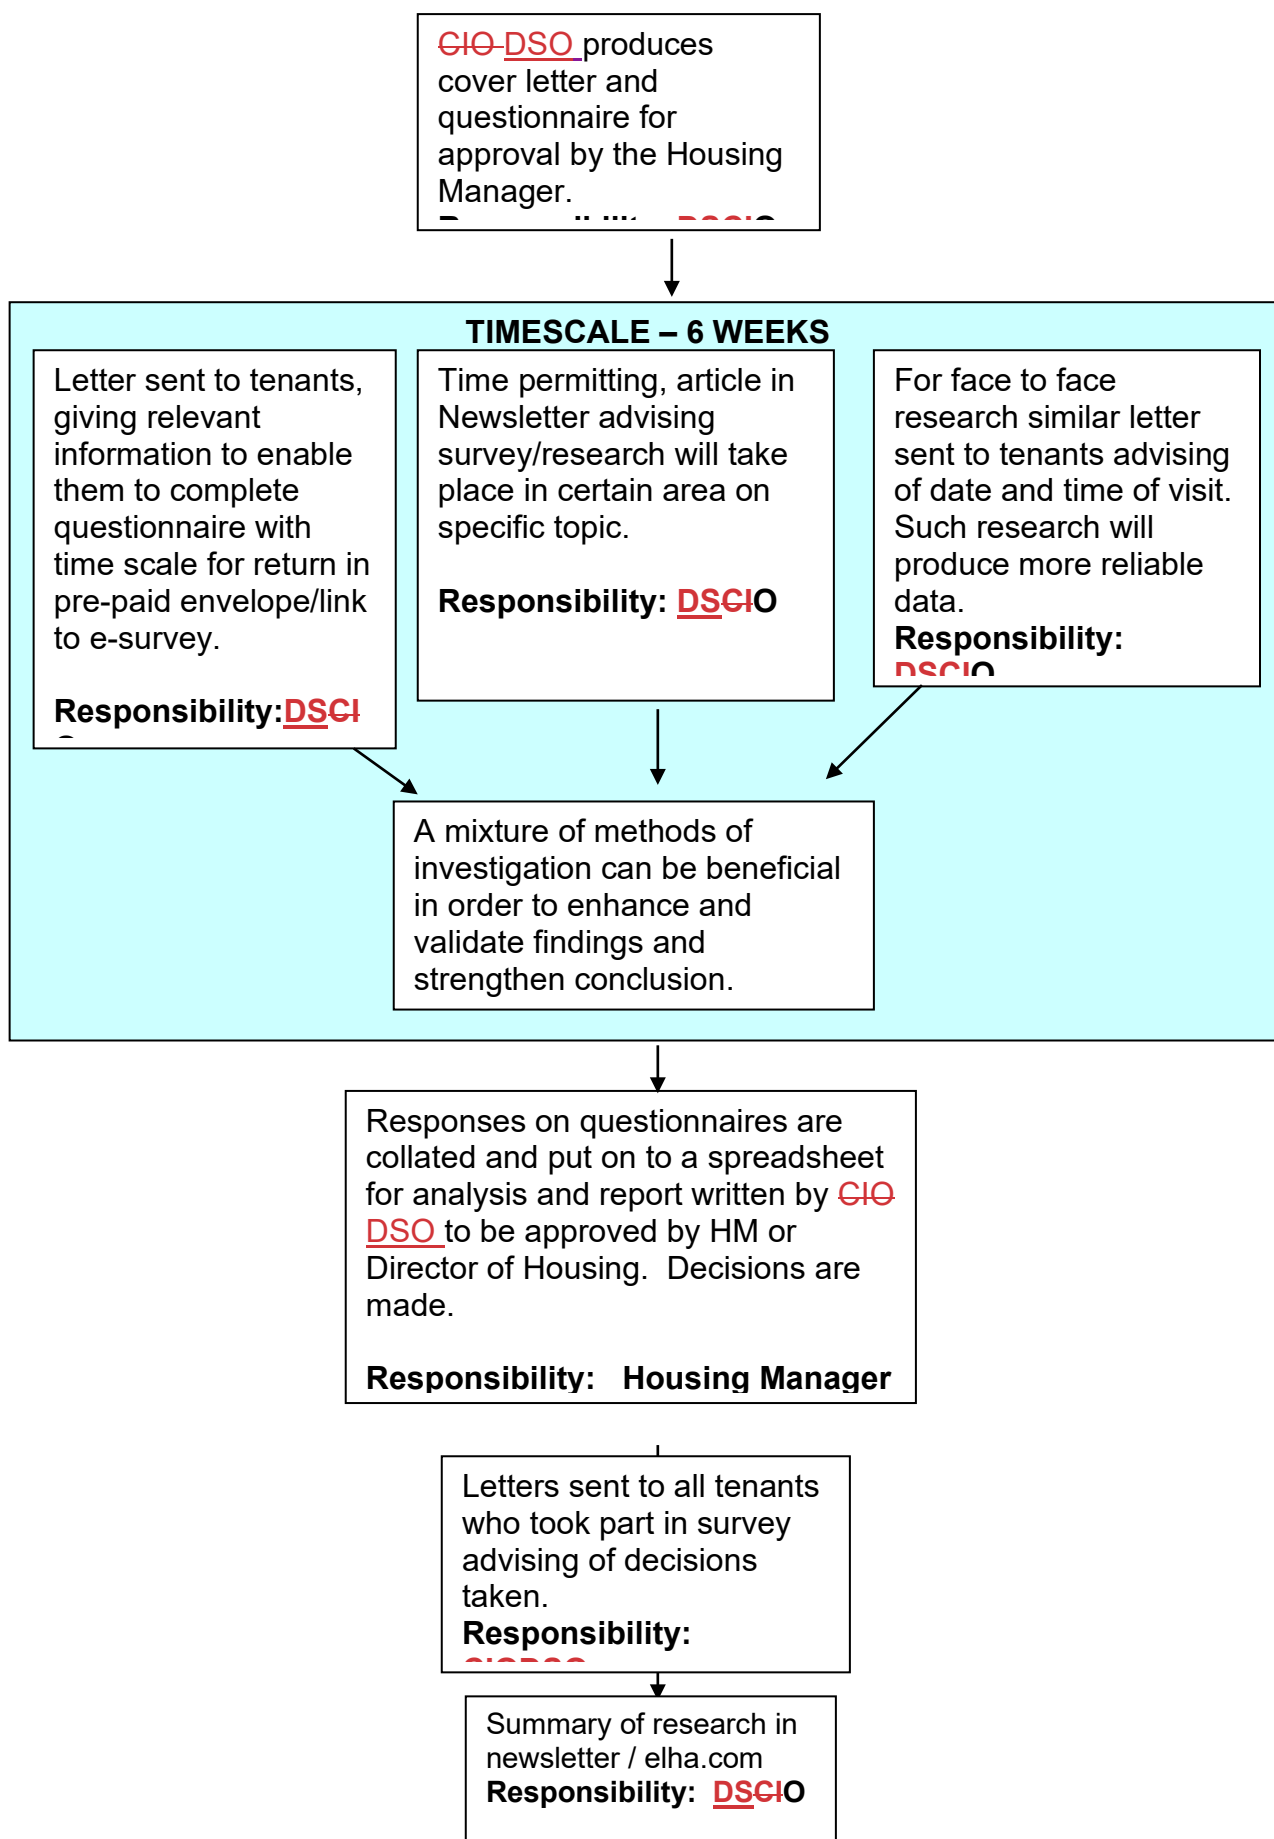 CIO DSO produces
cover letter and
questionnaire for
approval by the Housing
Manager.
Responsibility: DSCIO
TIMESCALE – 6 WEEKS
Letter sent to tenants,
giving relevant
information to enable
them to complete
questionnaire with
time scale for return in
pre-paid envelope/link
to e-survey.
Responsibility:DSCI
Time permitting, article in
Newsletter advising
survey/research will take
place in certain area on
specific topic.
Responsibility: DSCIO
For face to face
research similar letter
sent to tenants advising
of date and time of visit.
Such research will
produce more reliable
data.
Responsibility:
DSCIO
A mixture of methods of
investigation can be beneficial
in order to enhance and
validate findings and
strengthen conclusion.
Responses on questionnaires are
collated and put on to a spreadsheet
for analysis and report written by CIO
DSO to be approved by HM or
Director of Housing.  Decisions are
made.
Responsibility:   Housing Manager
Letters sent to all tenants
who took part in survey
advising of decisions
taken.
Responsibility:
CIODSO
Summary of research in
newsletter / elha.com
Responsibility:  DSCIO